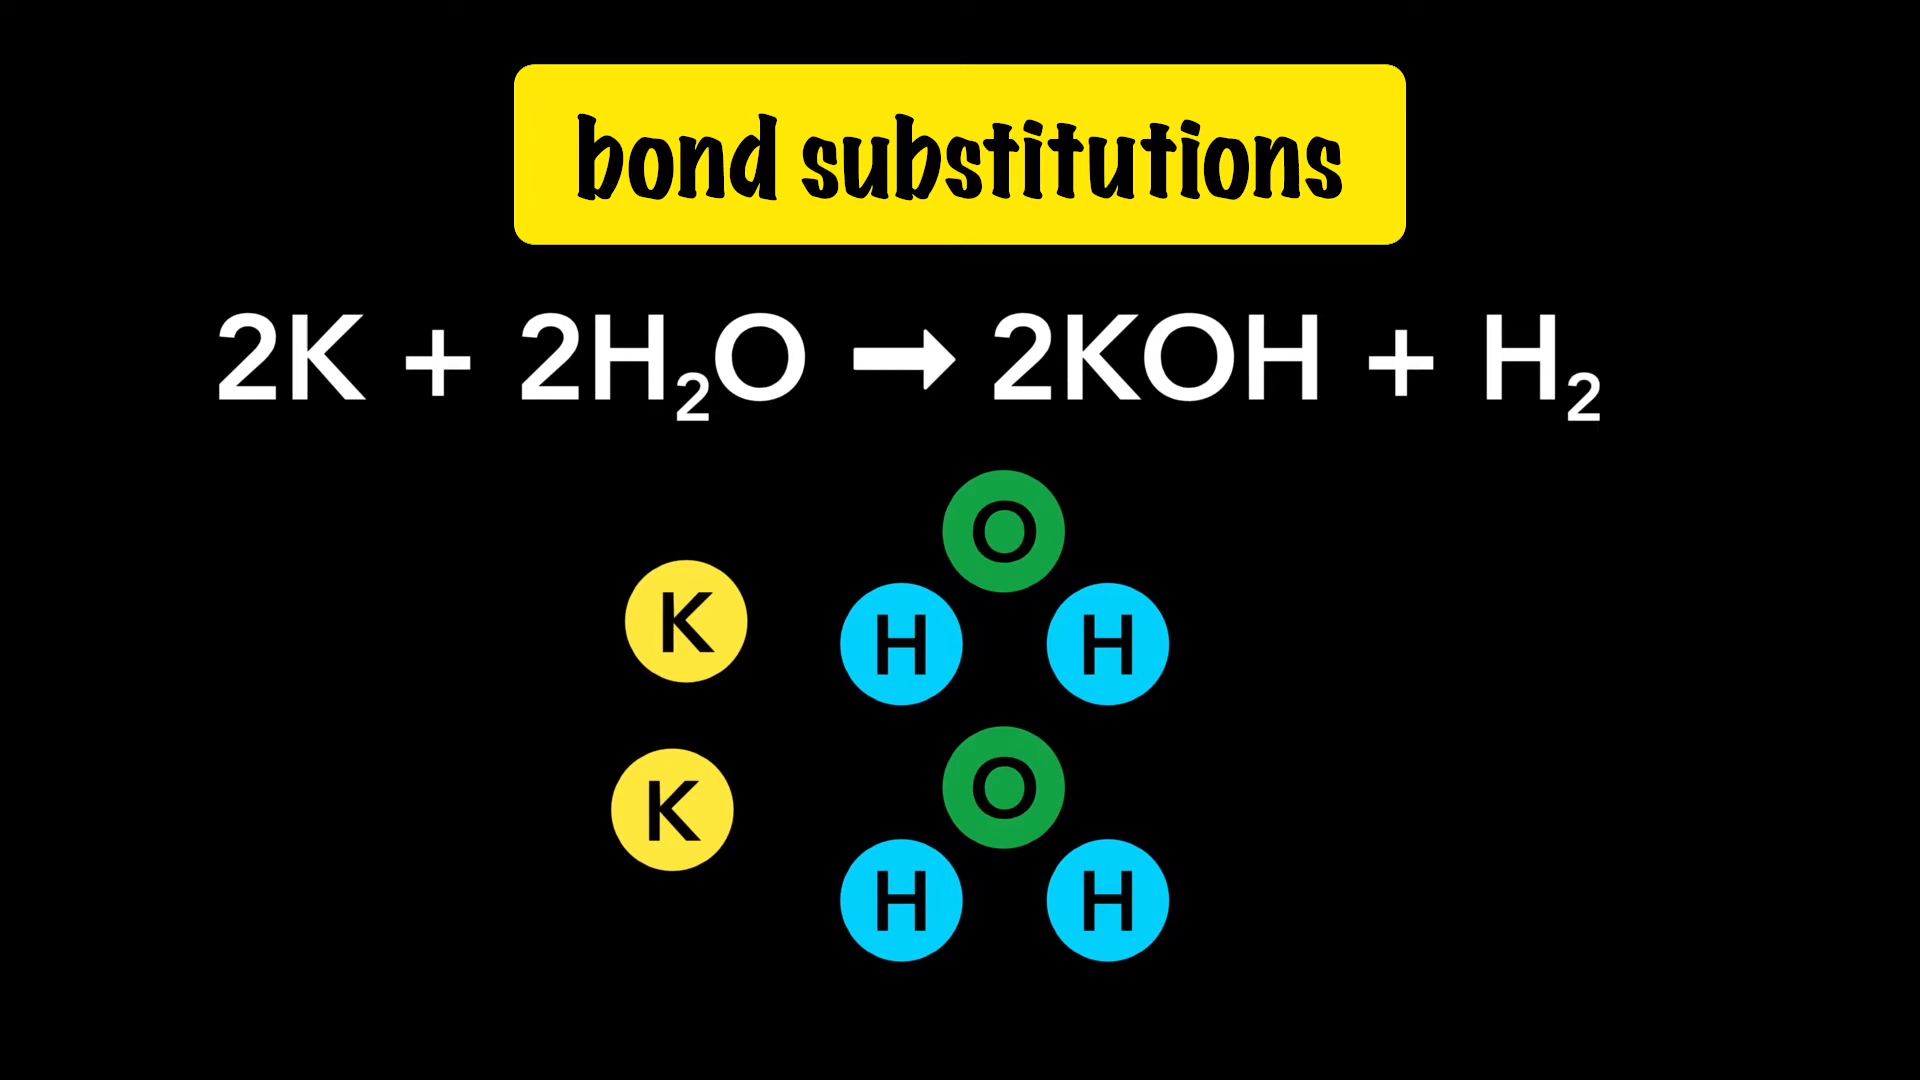 bond substitutions
2K + 2H₂O → 2KOH + H₂
O
K H H
O
K
H H